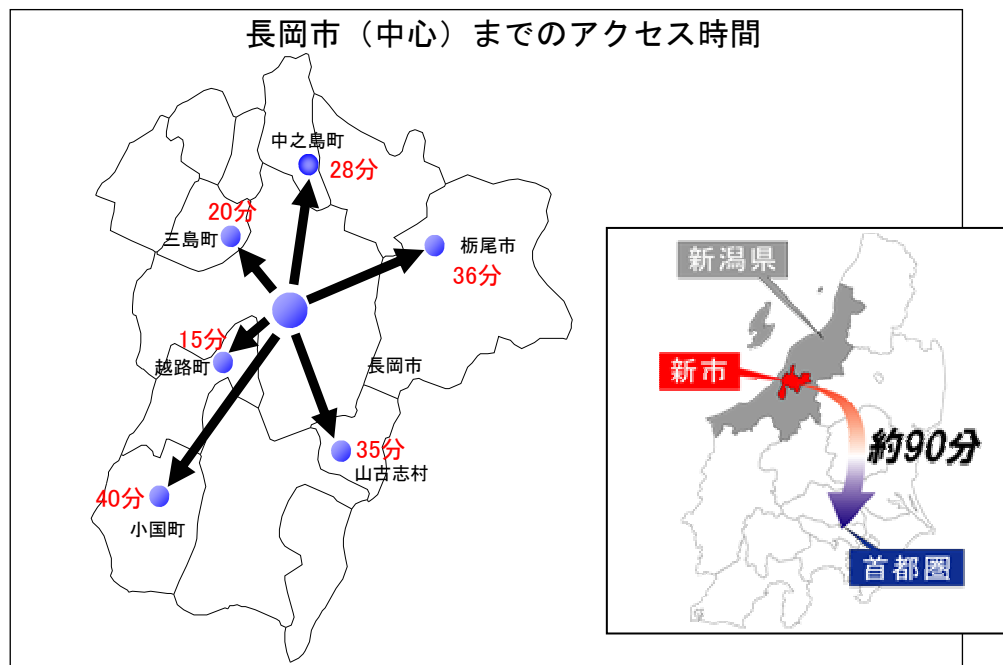 長岡市（中心）までのアクセス時間
中之島町
28分
20分
三島町
栃尾市
36分
15分
越路町
長岡市
35分
山古志村
40分
小国町
新潟県
新市
約90分
首都圏